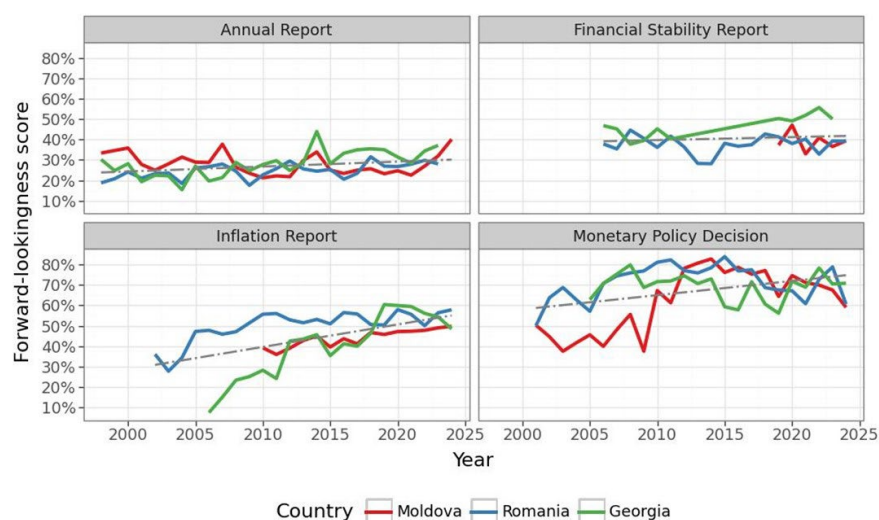 Annual Report
Financial Stability Report
80%
70%
60%
50%
40%
30%
20%
10%
Inflation Report
Monetary Policy Decision
80%
70%
60%
50%
40%
30%
20%
10%
Forward-lookingness score
2000 2005 2010 2015 2020 2025
2000 2005 2010 2015 2020 2025
Year
Country Moldova Romania Georgia